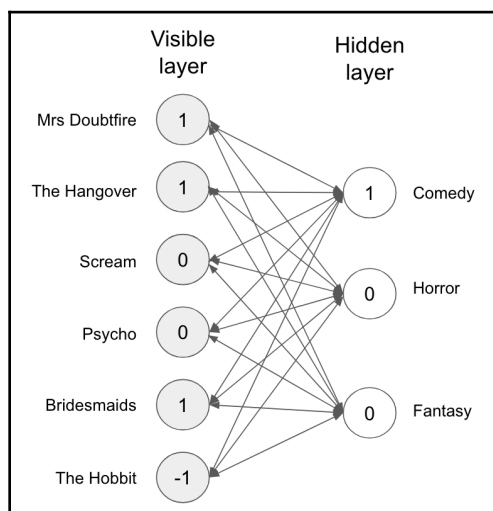 Visible
layer
Hidden
layer
Mrs Doubtfire
1
The Hangover
1
1
Comedy
Scream
0
0
Horror
Psycho
0
Bridesmaids
1
0
Fantasy
The Hobbit
-1